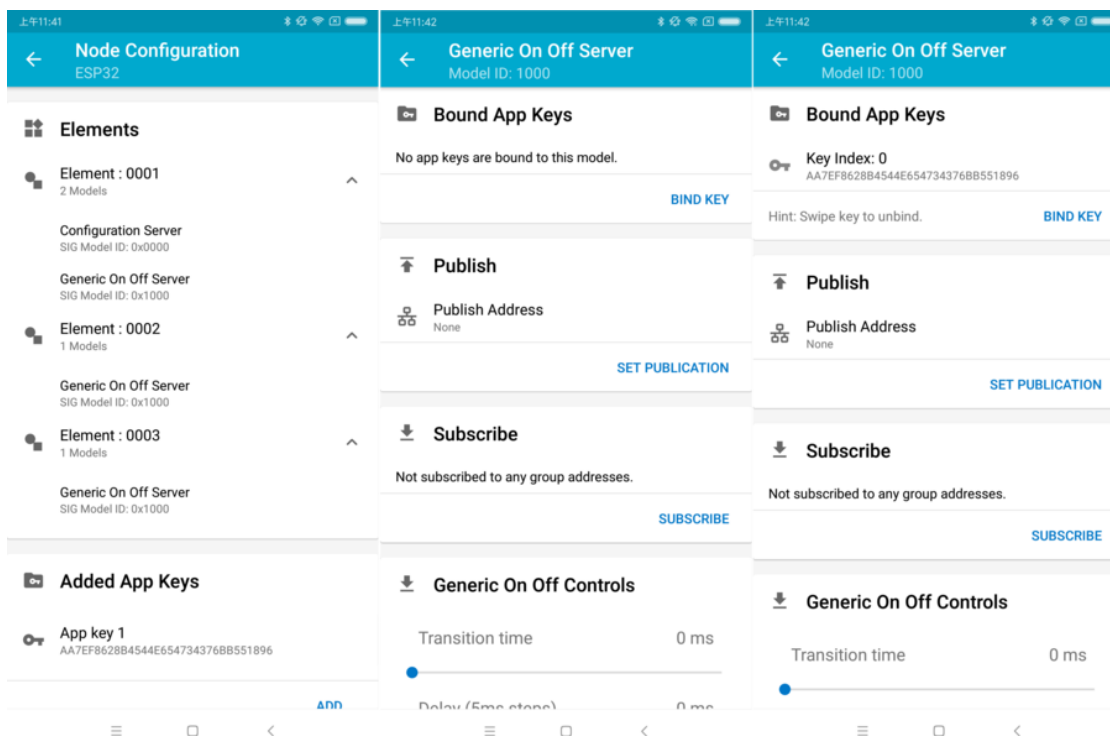 上午11:41
Node Configuration
ESP32
Elements
Element : 0001
2 Models
Configuration Server
SIG Model ID: 0x0000
Generic On Off Server
SIG Model ID: 0x1000
Element : 0002
1 Models
Generic On Off Server
SIG Model ID: 0x1000
Element : 0003
1 Models
Generic On Off Server
SIG Model ID: 0x1000
Added App Keys
App key 1
AA7EF8628B4544E654734376BB551896
ADD
上午11:42
Generic On Off Server
Model ID: 1000
Bound App Keys
No app keys are bound to this model.
BIND KEY
Publish
Publish Address
None
SET PUBLICATION
Subscribe
Not subscribed to any group addresses.
SUBSCRIBE
Generic On Off Controls
Transition time 0 ms
Delay (5ms steps) 0 ms
上午11:42
Generic On Off Server
Model ID: 1000
Bound App Keys
Key Index: 0
AA7EF8628B4544E654734376BB551896
Hint: Swipe key to unbind. BIND KEY
Publish
Publish Address
None
SET PUBLICATION
Subscribe
Not subscribed to any group addresses.
SUBSCRIBE
Generic On Off Controls
Transition time 0 ms